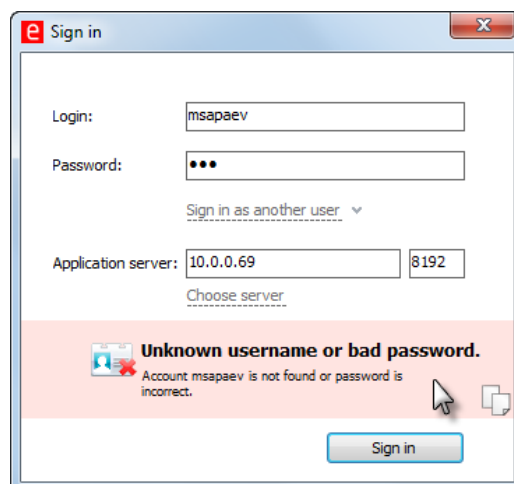 e Sign in
Login: msapaev
Password: •••
Sign in as another user
Application server: 10.0.0.69 8192
Choose server
Unknown username or bad password.
Account msapaev is not found or password is
incorrect.
Sign in